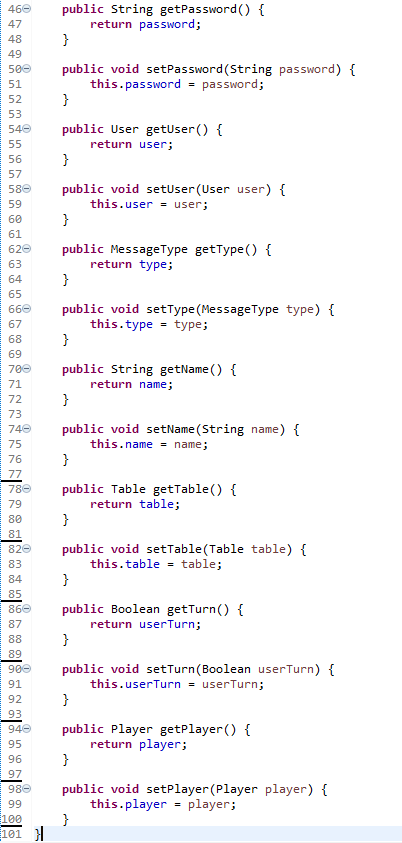 46 public String getPassword() {
47 return password;
48 }
49
50 public void setPassword(String password) {
51 this.password = password;
52 }
53
54 public User getUser() {
55 return user;
56 }
57
58 public void setUser(User user) {
59 this.user = user;
60 }
61
62 public MessageType getType() {
63 return type;
64 }
65
66 public void setType(MessageType type) {
67 this.type = type;
68 }
69
70 public String getName() {
71 return name;
72 }
73
74 public void setName(String name) {
75 this.name = name;
76 }
77
78 public Table getTable() {
79 return table;
80 }
81
82 public void setTable(Table table) {
83 this.table = table;
84 }
85
86 public Boolean getTurn() {
87 return userTurn;
88 }
89
90 public void setTurn(Boolean userTurn) {
91 this.userTurn = userTurn;
92 }
93
94 public Player getPlayer() {
95 return player;
96 }
97
98 public void setPlayer(Player player) {
99 this.player = player;
100 }
101 }